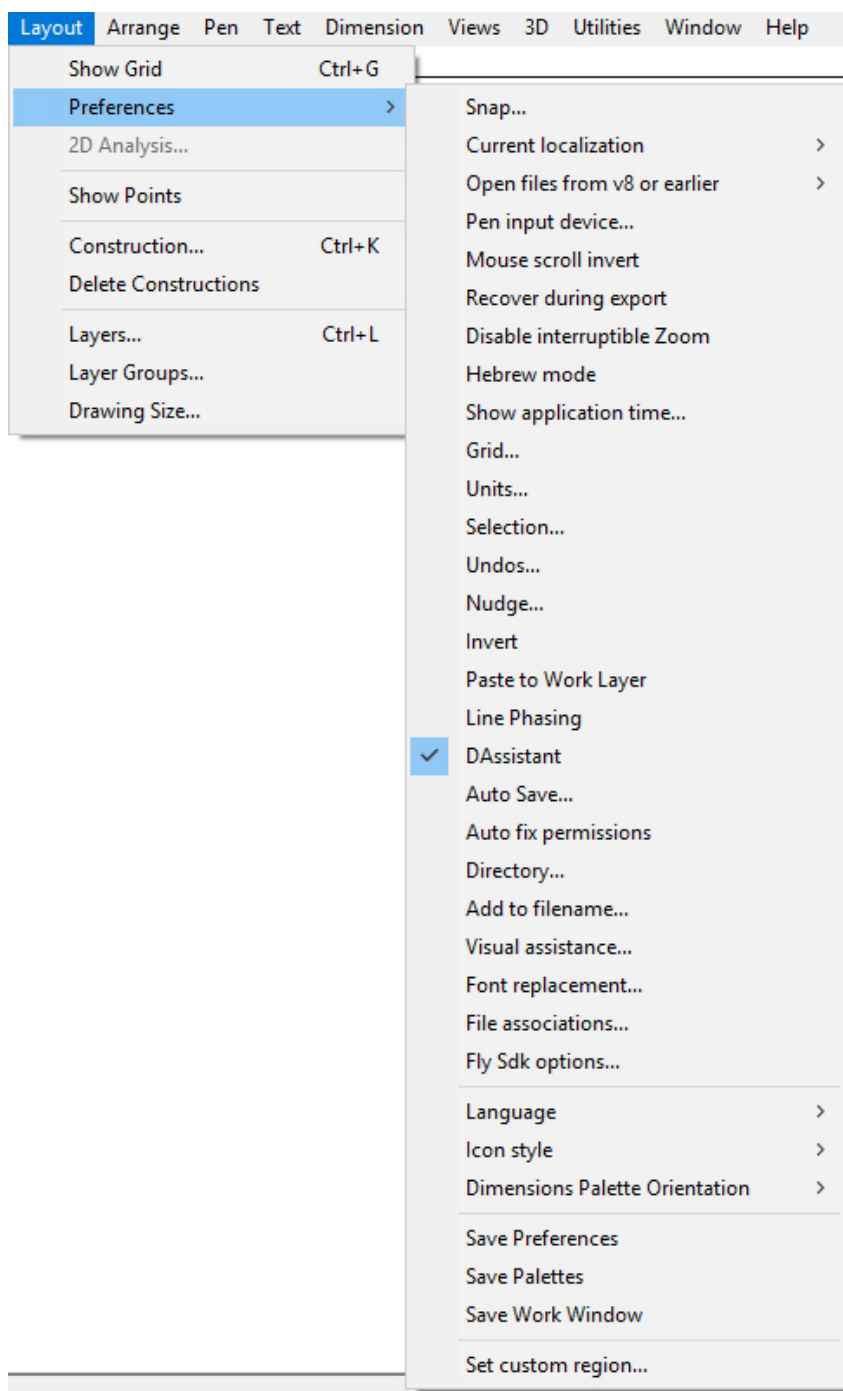 Layout Arrange Pen Text Dimension Views 3D Utilities Window Help
Show Grid Ctrl+G
Preferences
2D Analysis...
Show Points
Construction... Ctrl+K
Delete Constructions
Layers... Ctrl+L
Layer Groups...
Drawing Size...
Snap...
Current localization
Open files from v8 or earlier
Pen input device...
Mouse scroll invert
Recover during export
Disable interruptible Zoom
Hebrew mode
Show application time...
Grid...
Units...
Selection...
Undos...
Nudge...
Invert
Paste to Work Layer
Line Phasing
DAssistant
Auto Save...
Auto fix permissions
Directory...
Add to filename...
Visual assistance...
Font replacement...
File associations...
Fly Sdk options...
Language
Icon style
Dimensions Palette Orientation
Save Preferences
Save Palettes
Save Work Window
Set custom region...